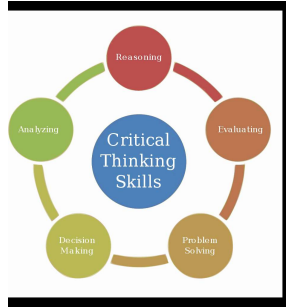 Reasoning
Analyzing
Evaluating
Critical
Thinking
Skills
Decision
Making
Problem
Solving